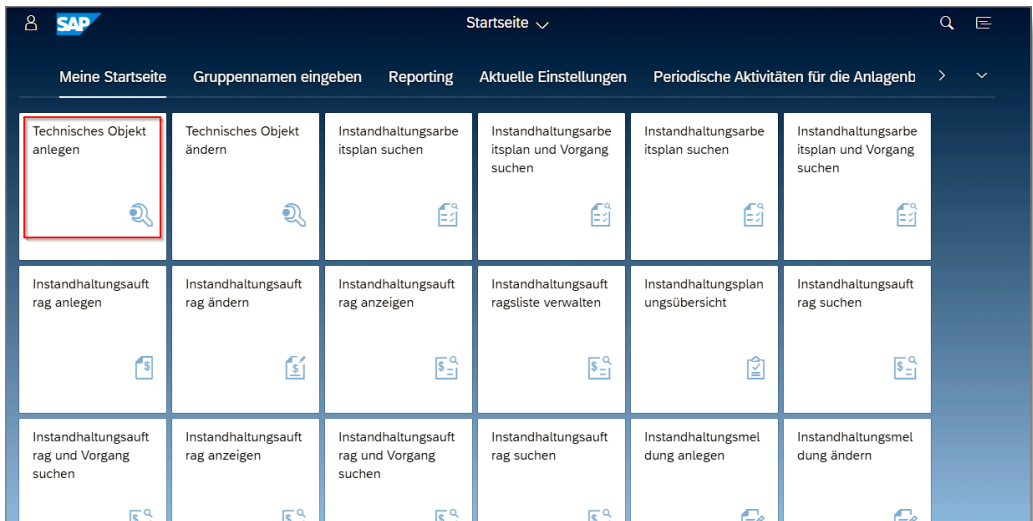 SAP
Startseite
Meine Startseite
Gruppennamen eingeben
Reporting
Aktuelle Einstellungen
Periodische Aktivitäten für die Anlagenb
Technisches Objekt
anlegen
Technisches Objekt
ändern
Instandhaltungsarbe
itsplan suchen
Instandhaltungsarbe
itsplan und Vorgang
suchen
Instandhaltungsarbe
itsplan suchen
Instandhaltungsarbe
itsplan und Vorgang
suchen
Instandhaltungsauft
rag anlegen
Instandhaltungsauft
rag ändern
Instandhaltungsauft
rag anzeigen
Instandhaltungsauft
ragsliste verwalten
Instandhaltungsplan
ungsübersicht
Instandhaltungsauft
rag suchen
Instandhaltungsauft
rag und Vorgang
suchen
Instandhaltungsauft
rag anzeigen
Instandhaltungsauft
rag und Vorgang
suchen
Instandhaltungsauft
rag suchen
Instandhaltungsmel
dung anlegen
Instandhaltungsmel
dung ändern